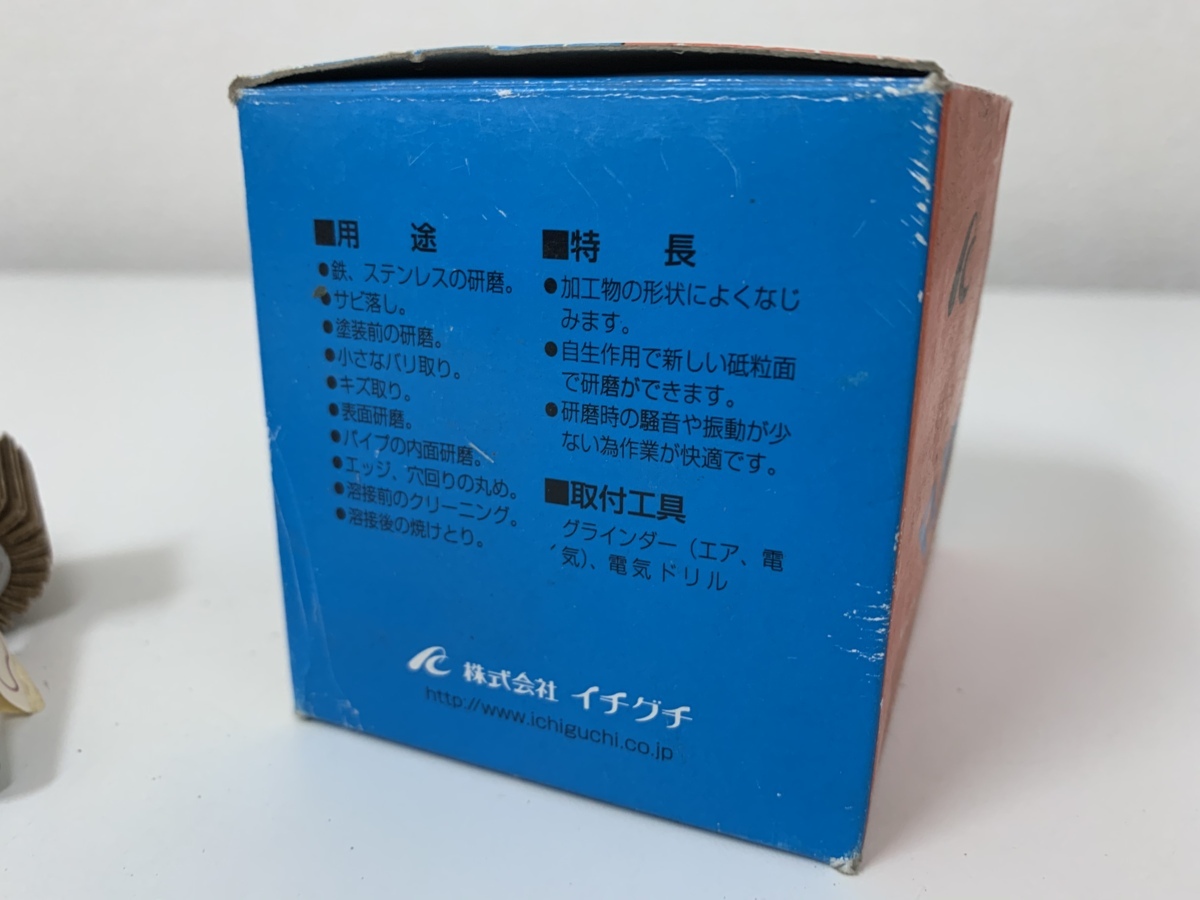 ■用 途
●鉄、ステンレスの研磨。
●サビ落し。
●塗装前の研磨。
●小さなバリ取り。
●キズ取り。
●表面研磨。
●パイプの内面研磨。
●エッジ、穴回りの丸め。
●溶接前のクリーニング。
●溶接後の焼けとり。
■特 長
●加工物の形状によくなじ
みます。
●自生作用で新しい砥粒面
で研磨ができます。
●研磨時の騒音や振動が少
ない為作業が快適です。
■取付工具
グラインダー（エア、電
気）、電気ドリル
株式会社 イチグチ
http://www.ichiguchi.co.jp